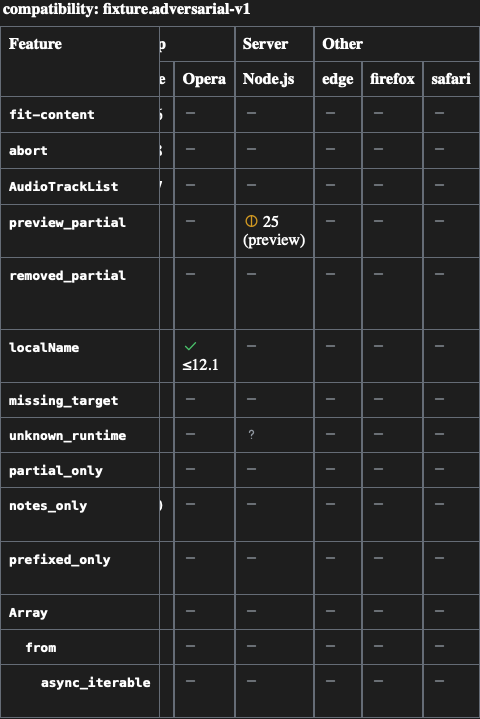 compatibility: fixture.adversarial-v1
Feature Server Other
Opera Node.js edge firefox safari
fit-content — — — — —
abort — — — — —
AudioTrackList — — — — —
preview_partial — 25 — — —
(preview)
removed_partial — — — — —
localName ✓ — — — —
≤12.1
missing_target — — — — —
unknown_runtime — ? — — —
partial_only — — — — —
notes_only — — — — —
prefixed_only — — — — —
Array — — — — —
from — — — — —
async_iterable — — — — —